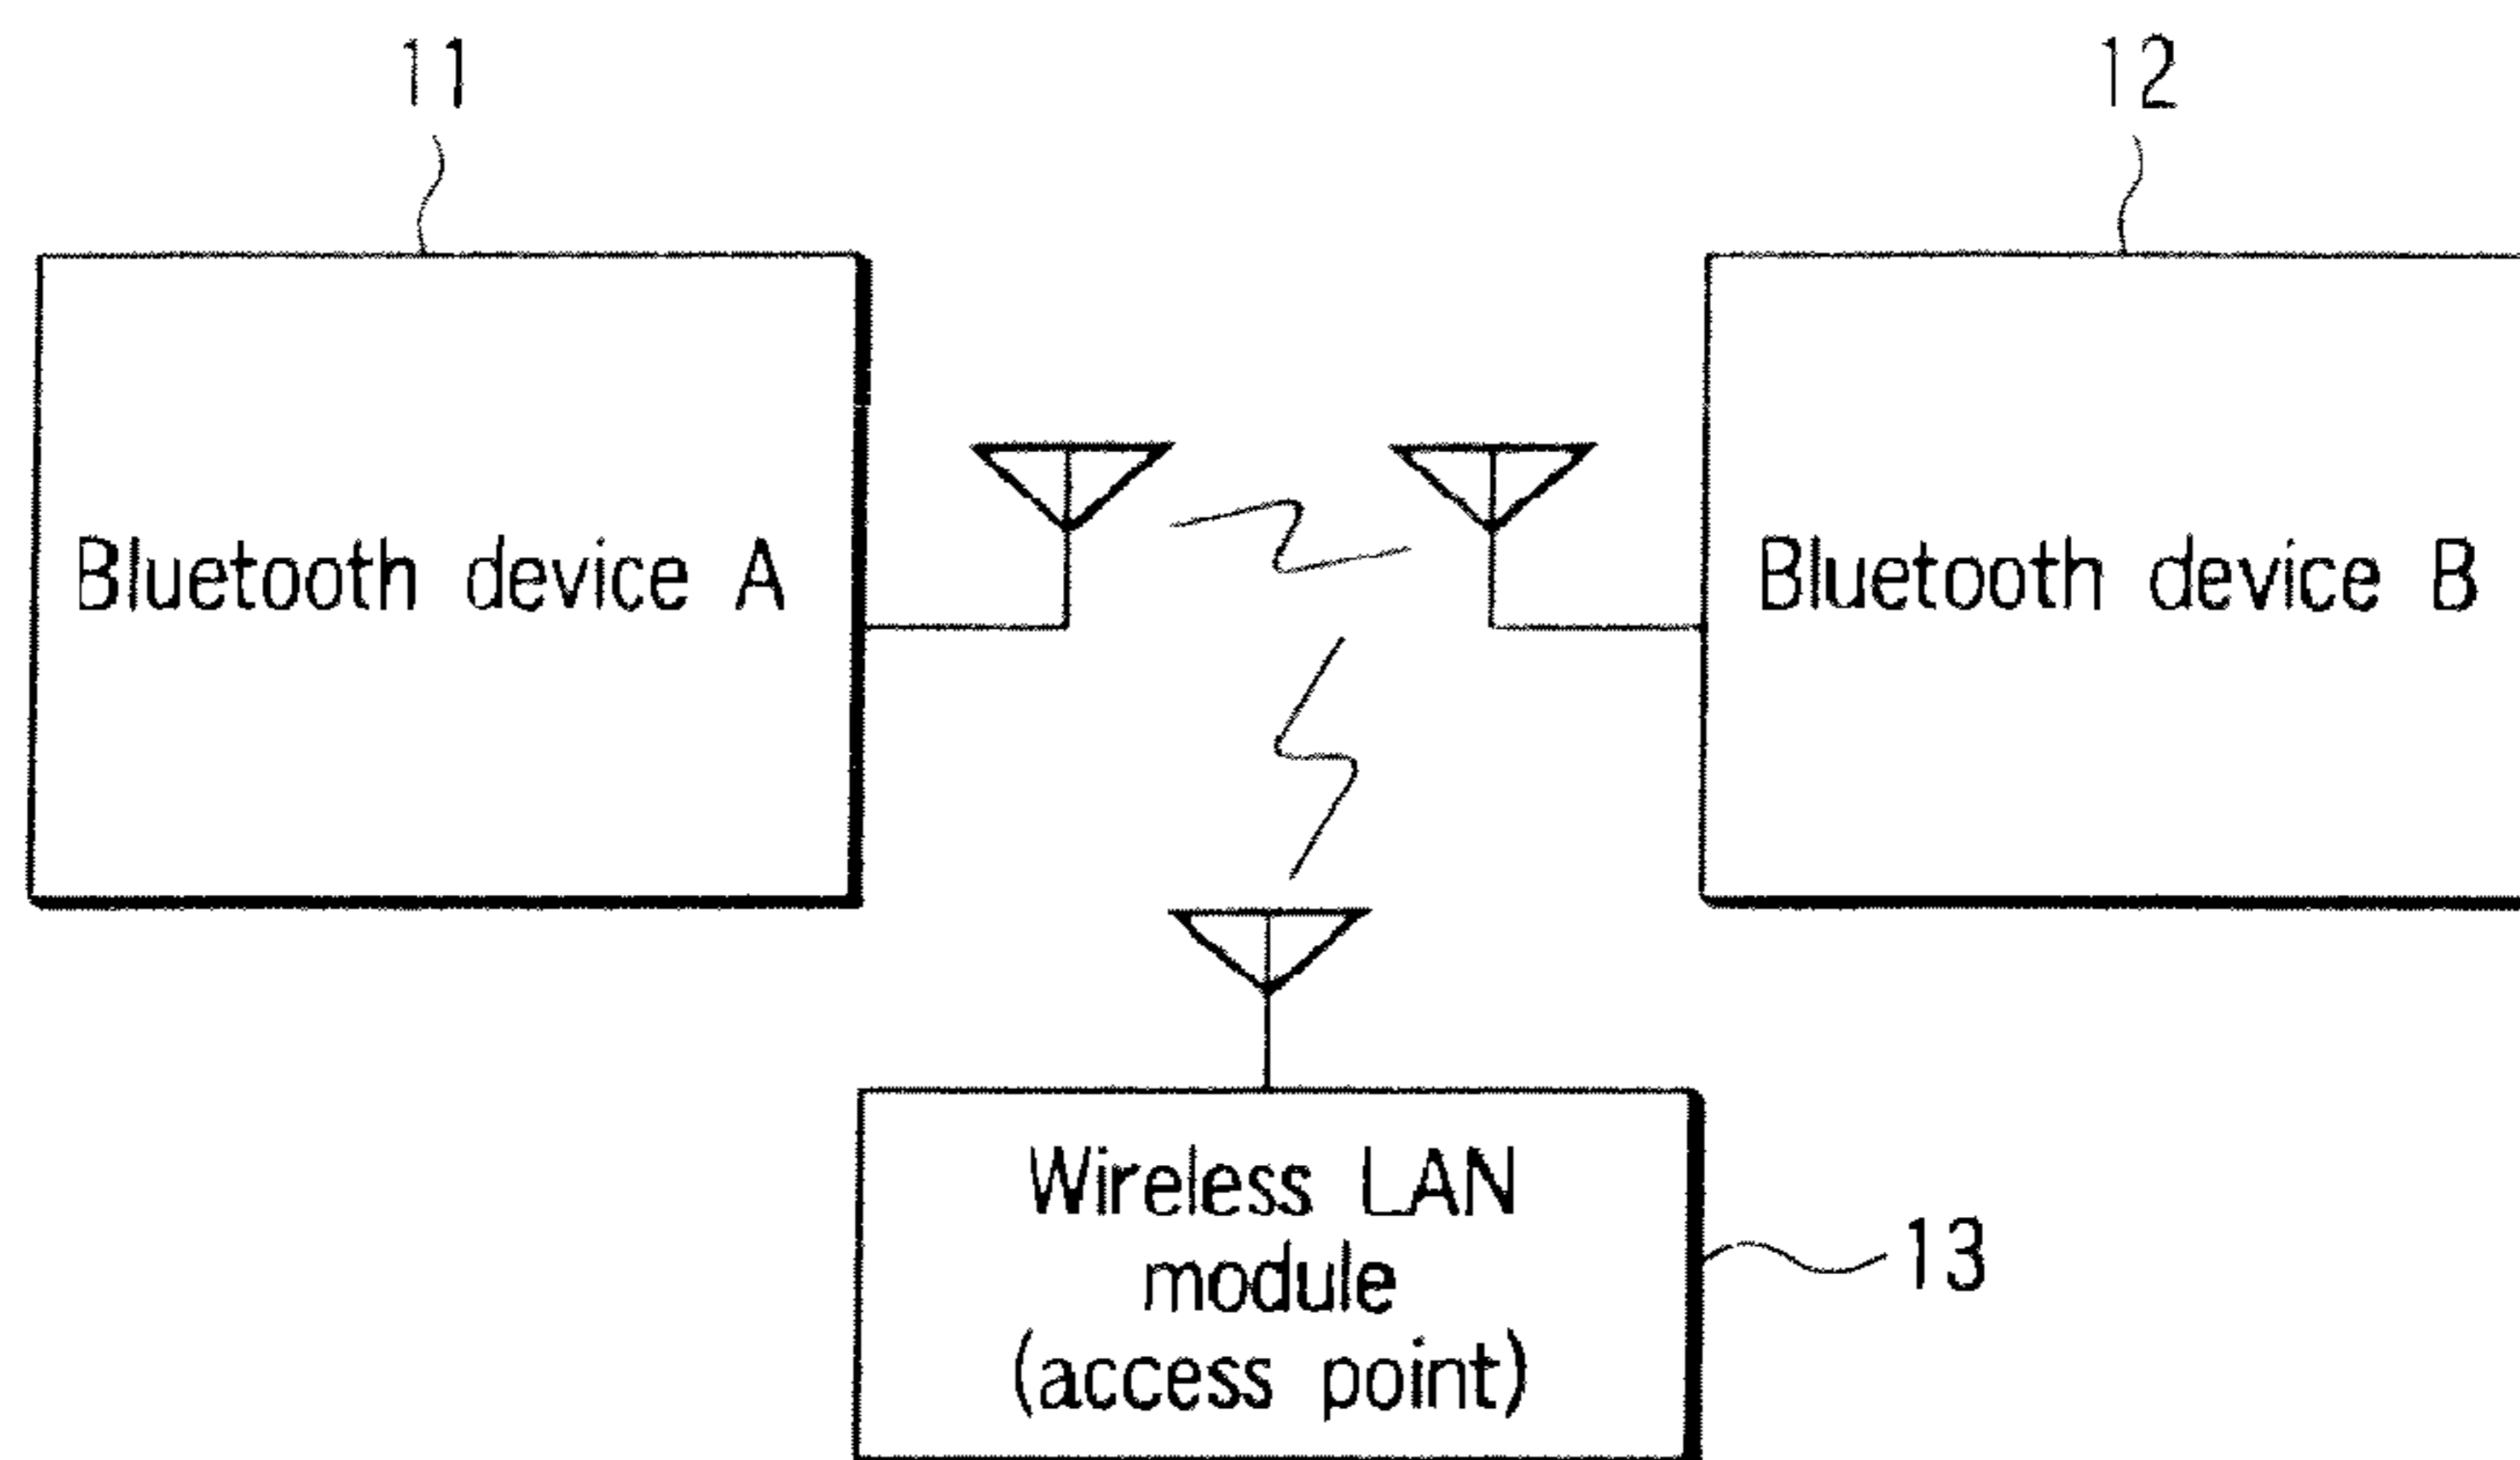 11
12
Bluetooth device A
Bluetooth device B
Wireless LAN
module
(access point)
13